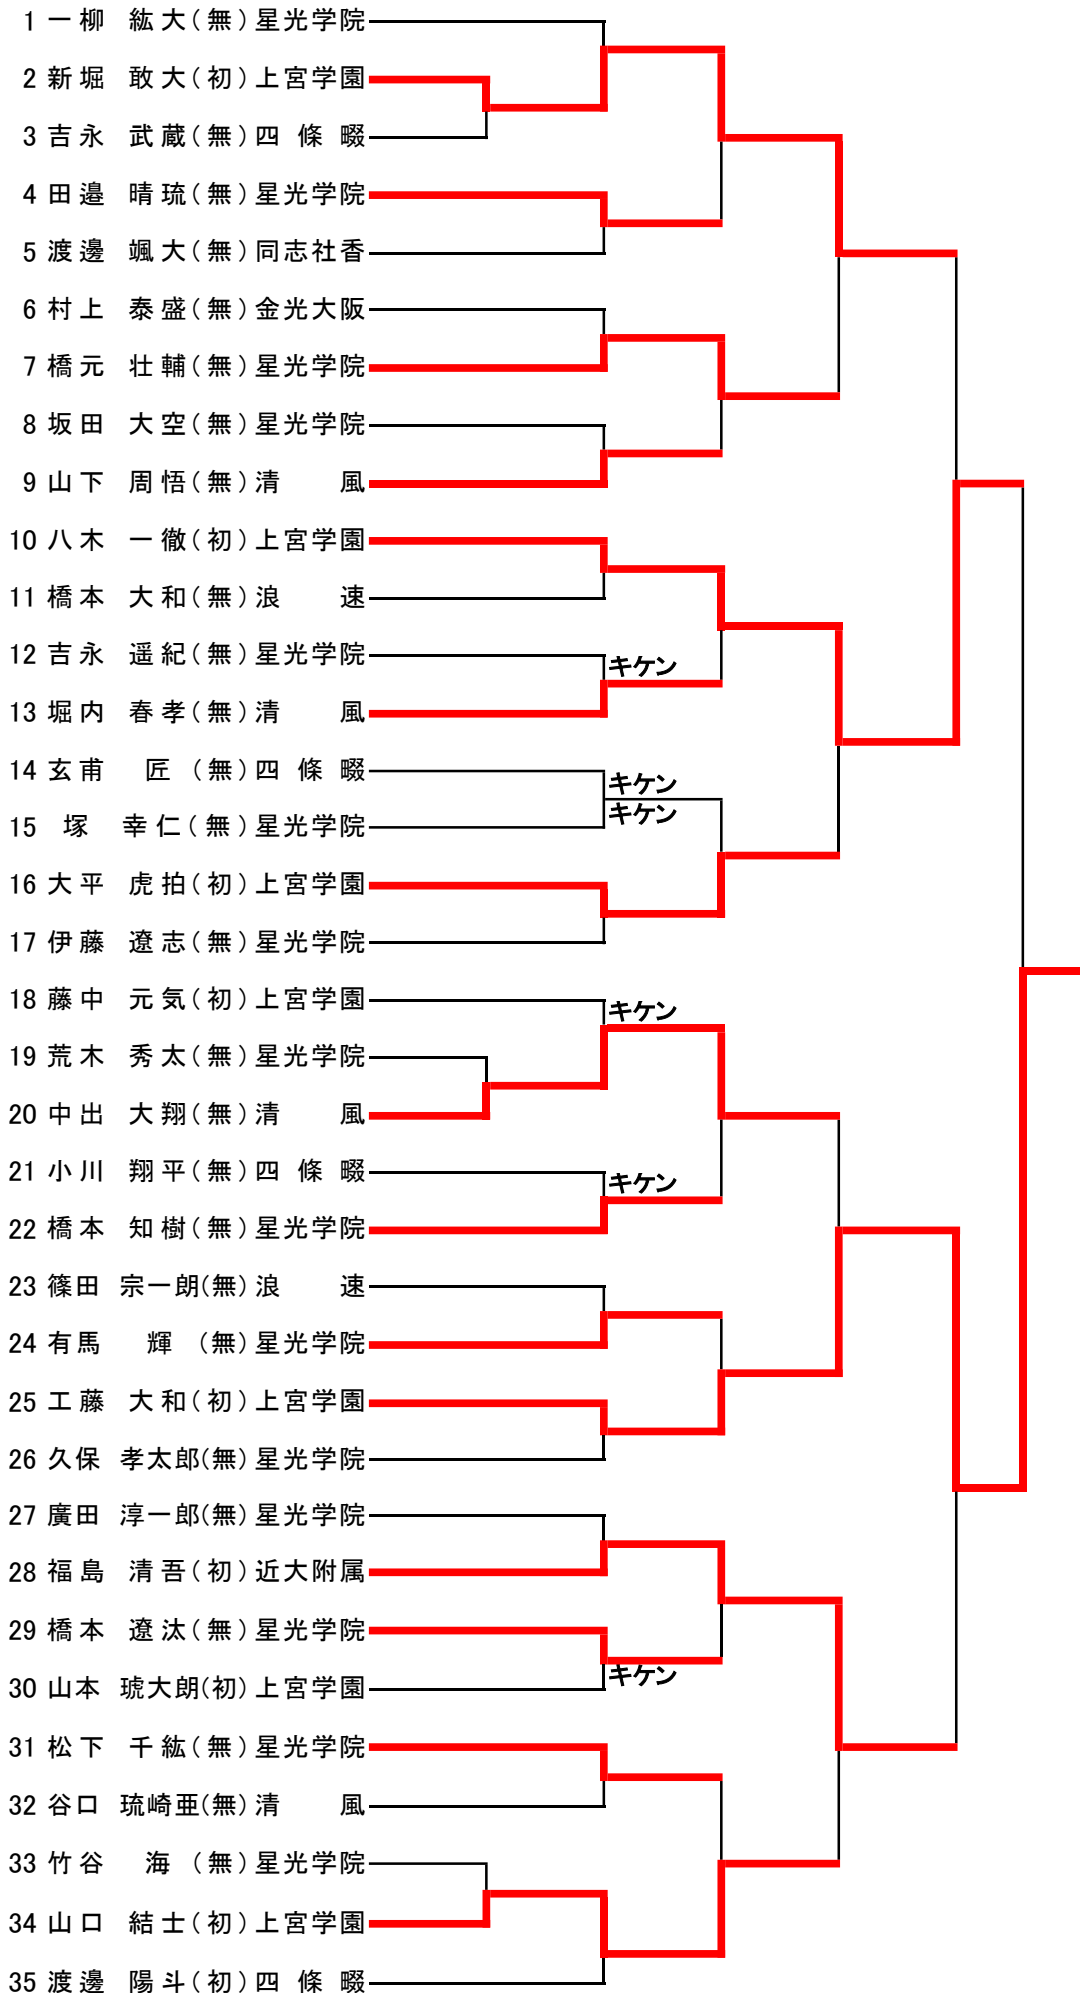 1 一柳 紘大(無) 星光学院
2 新堀 敢大(初) 上宮学園
3 吉永 武蔵(無) 四條畷
4 田邉 晴琉(無) 星光学院
5 渡邊 颯大(無) 同志社香
6 村上 泰盛(無) 金光大阪
7 橋元 壮輔(無) 星光学院
8 坂田 大空(無) 星光学院
9 山下 周悟(無) 清風
10 八木 一徹(初) 上宮学園
11 橋本 大和(無) 浪速
12 吉永 遥紀(無) 星光学院
キケン
13 堀内 春孝(無) 清風
14 玄甫 匠(無) 四條畷
キケン
キケン
15 塚 幸仁(無) 星光学院
16 大平 虎拍(初) 上宮学園
17 伊藤 遼志(無) 星光学院
18 藤中 元気(初) 上宮学園
キケン
19 荒木 秀太(無) 星光学院
20 中出 大翔(無) 清風
21 小川 翔平(無) 四條畷
キケン
22 橋本 知樹(無) 星光学院
23 篠田 宗一朗(無) 浪速
24 有馬 輝(無) 星光学院
25 工藤 大和(初) 上宮学園
26 久保 孝太郎(無) 星光学院
27 廣田 淳一郎(無) 星光学院
28 福島 清吾(初) 近大附属
29 橋本 遼汰(無) 星光学院
キケン
30 山本 琥大朗(初) 上宮学園
31 松下 千紘(無) 星光学院
32 谷口 琉崎亜(無) 清風
33 竹谷 海(無) 星光学院
34 山口 結士(初) 上宮学園
35 渡邊 陽斗(初) 四條畷